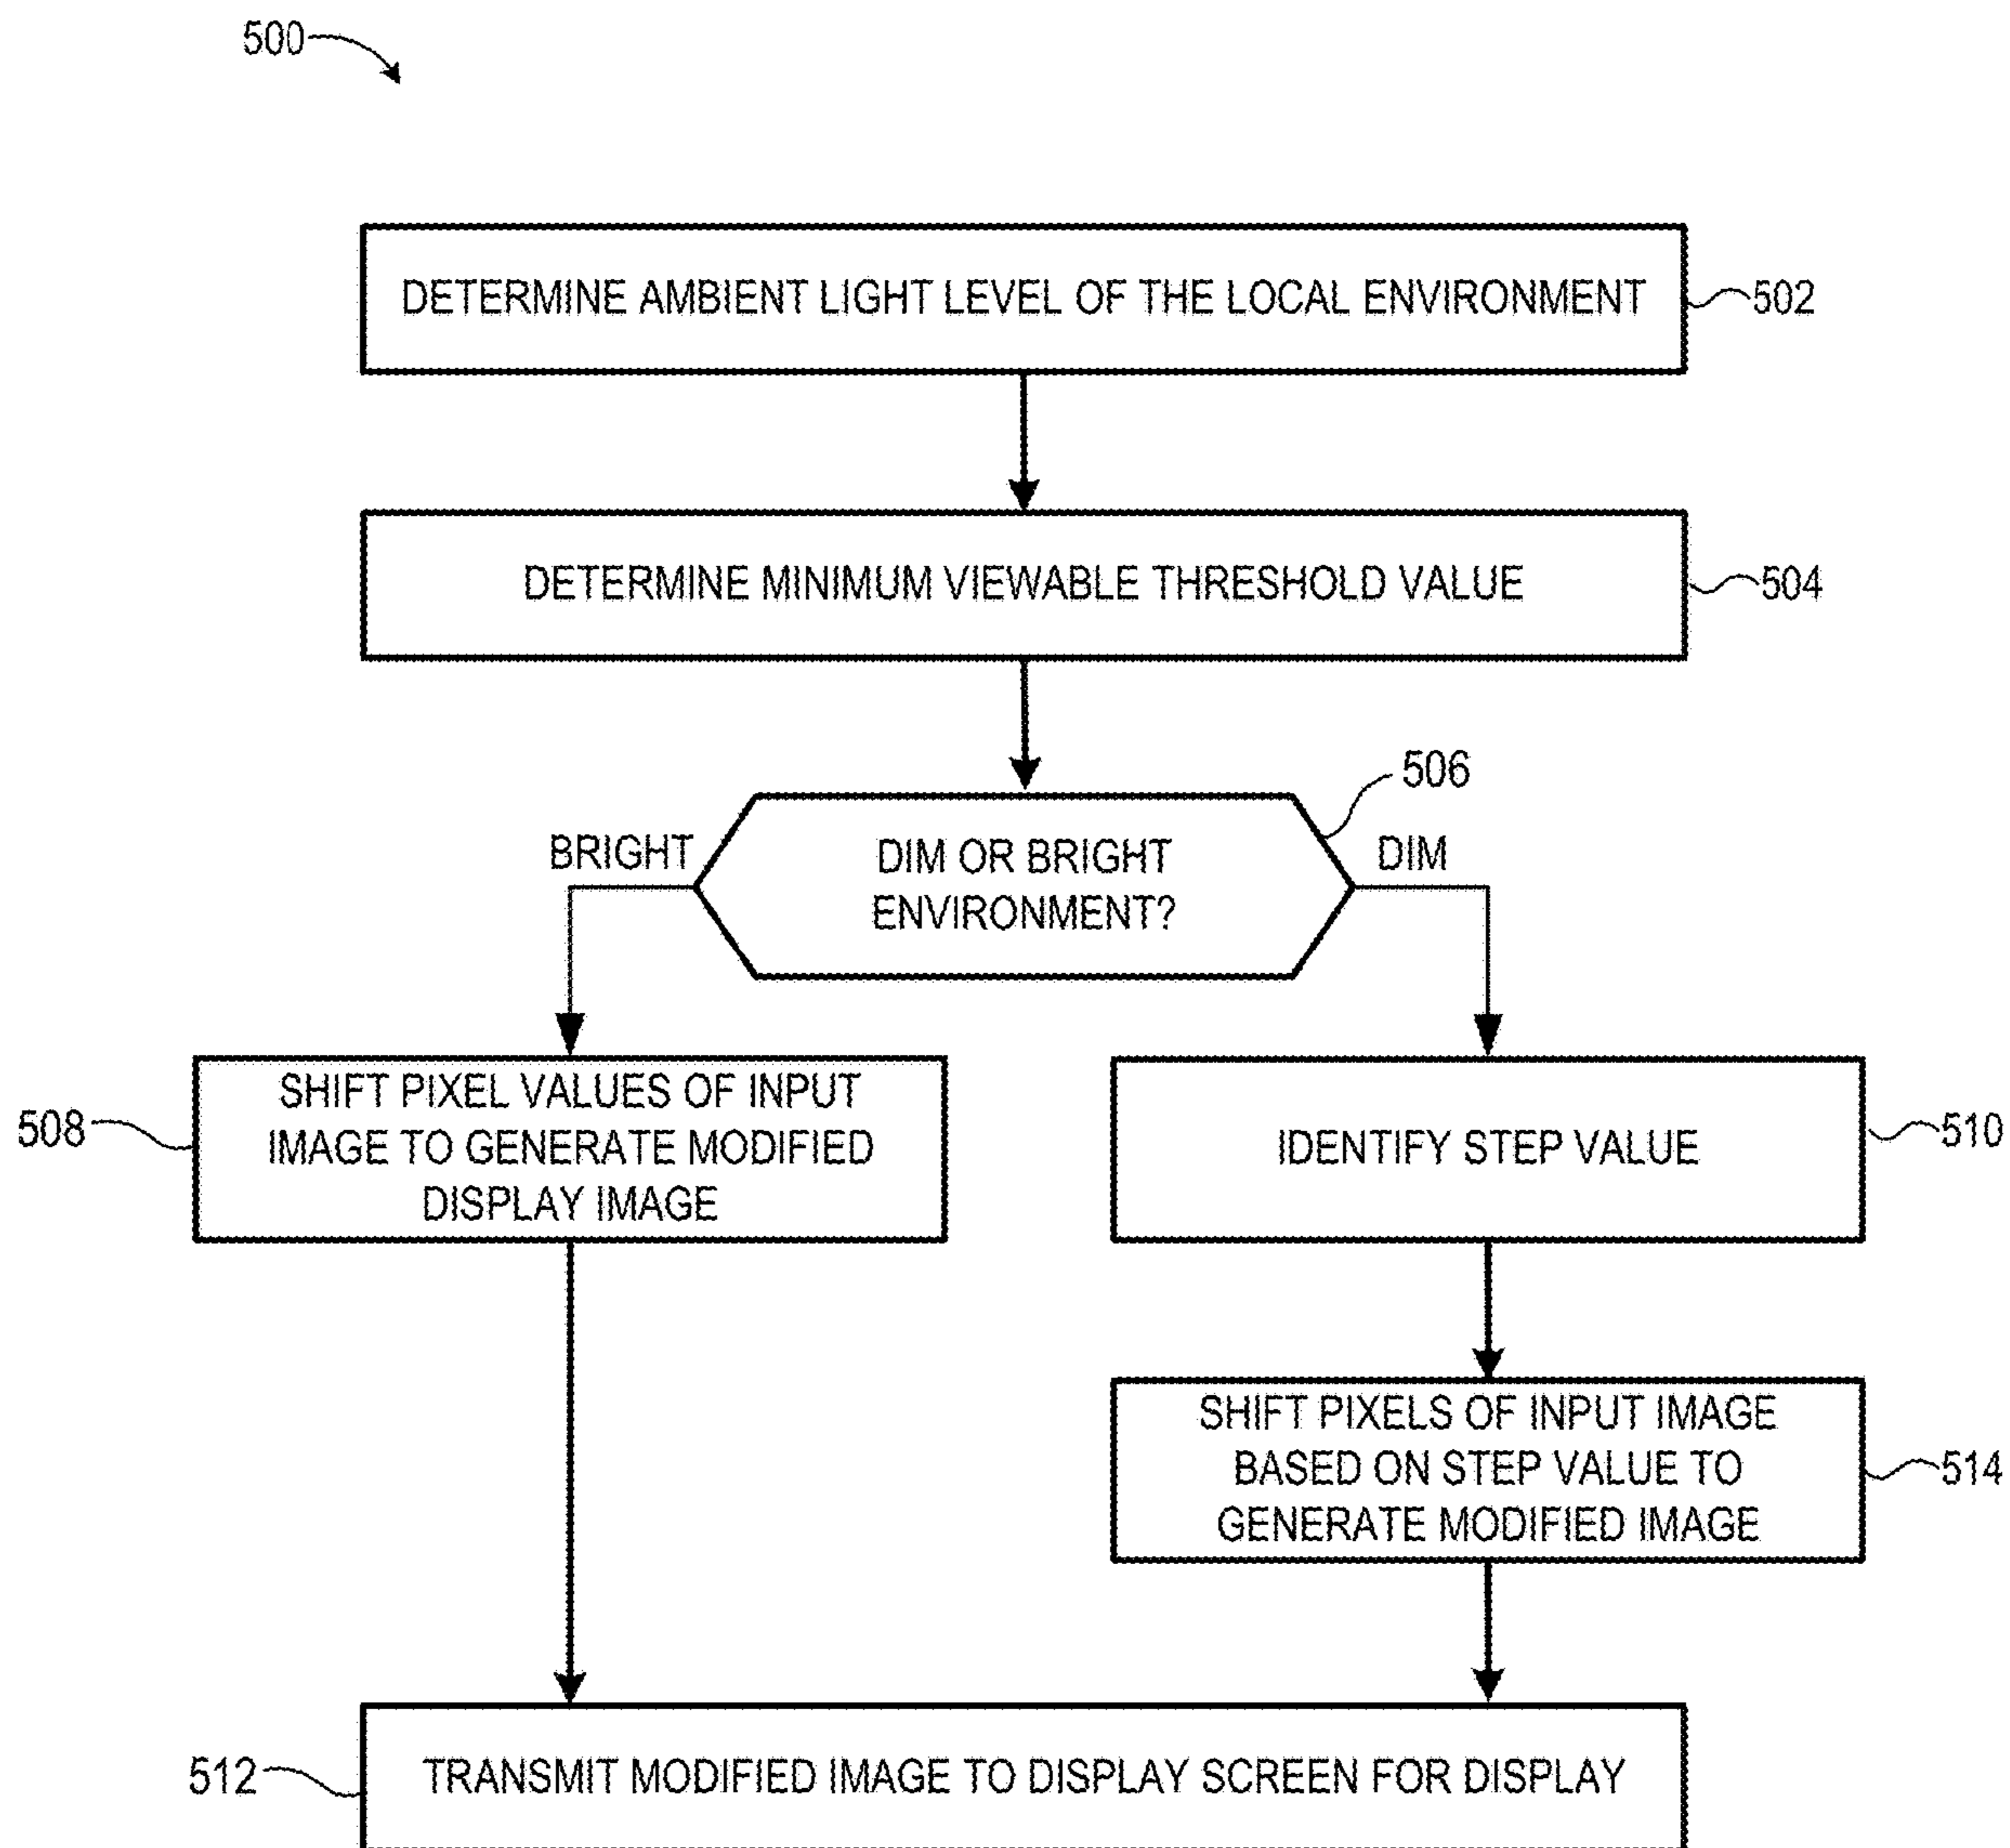 500
DETERMINE AMBIENT LIGHT LEVEL OF THE LOCAL ENVIRONMENT
502
DETERMINE MINIMUM VIEWABLE THRESHOLD VALUE
504
506
BRIGHT
DIM OR BRIGHT
ENVIRONMENT?
DIM
508
SHIFT PIXEL VALUES OF INPUT
IMAGE TO GENERATE MODIFIED
DISPLAY IMAGE
IDENTIFY STEP VALUE
510
SHIFT PIXELS OF INPUT IMAGE
BASED ON STEP VALUE TO
GENERATE MODIFIED IMAGE
514
512
TRANSMIT MODIFIED IMAGE TO DISPLAY SCREEN FOR DISPLAY